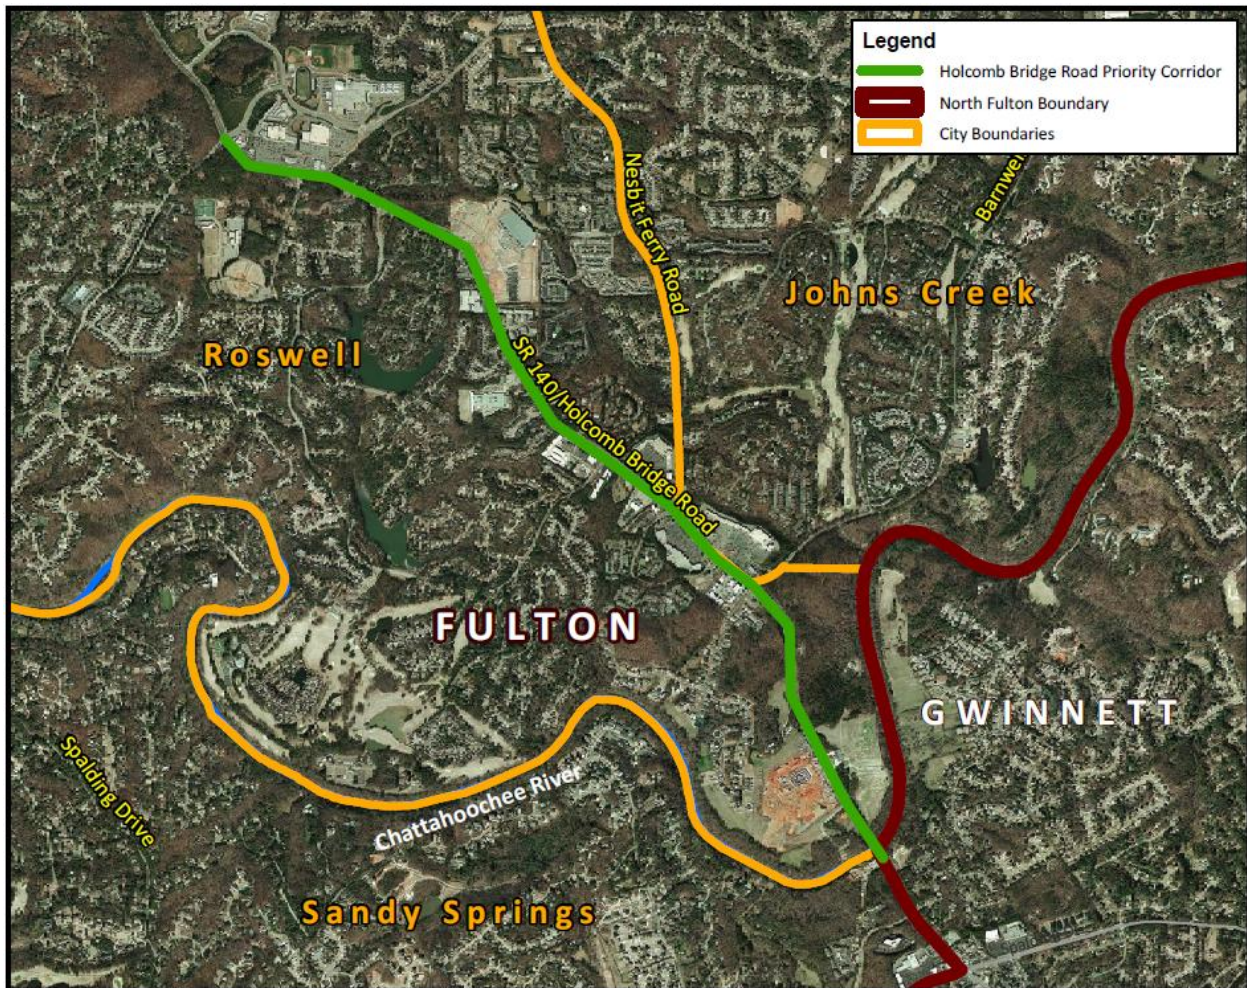 Legend
Holcomb Bridge Road Priority Corridor
North Fulton Boundary
City Boundaries
Nesbit Ferry Road
Johns Creek
Roswell
SR 140/Holcomb Bridge Road
FULTON
GWINNETT
Spalding Drive
Chattahoochee River
Sandy Springs